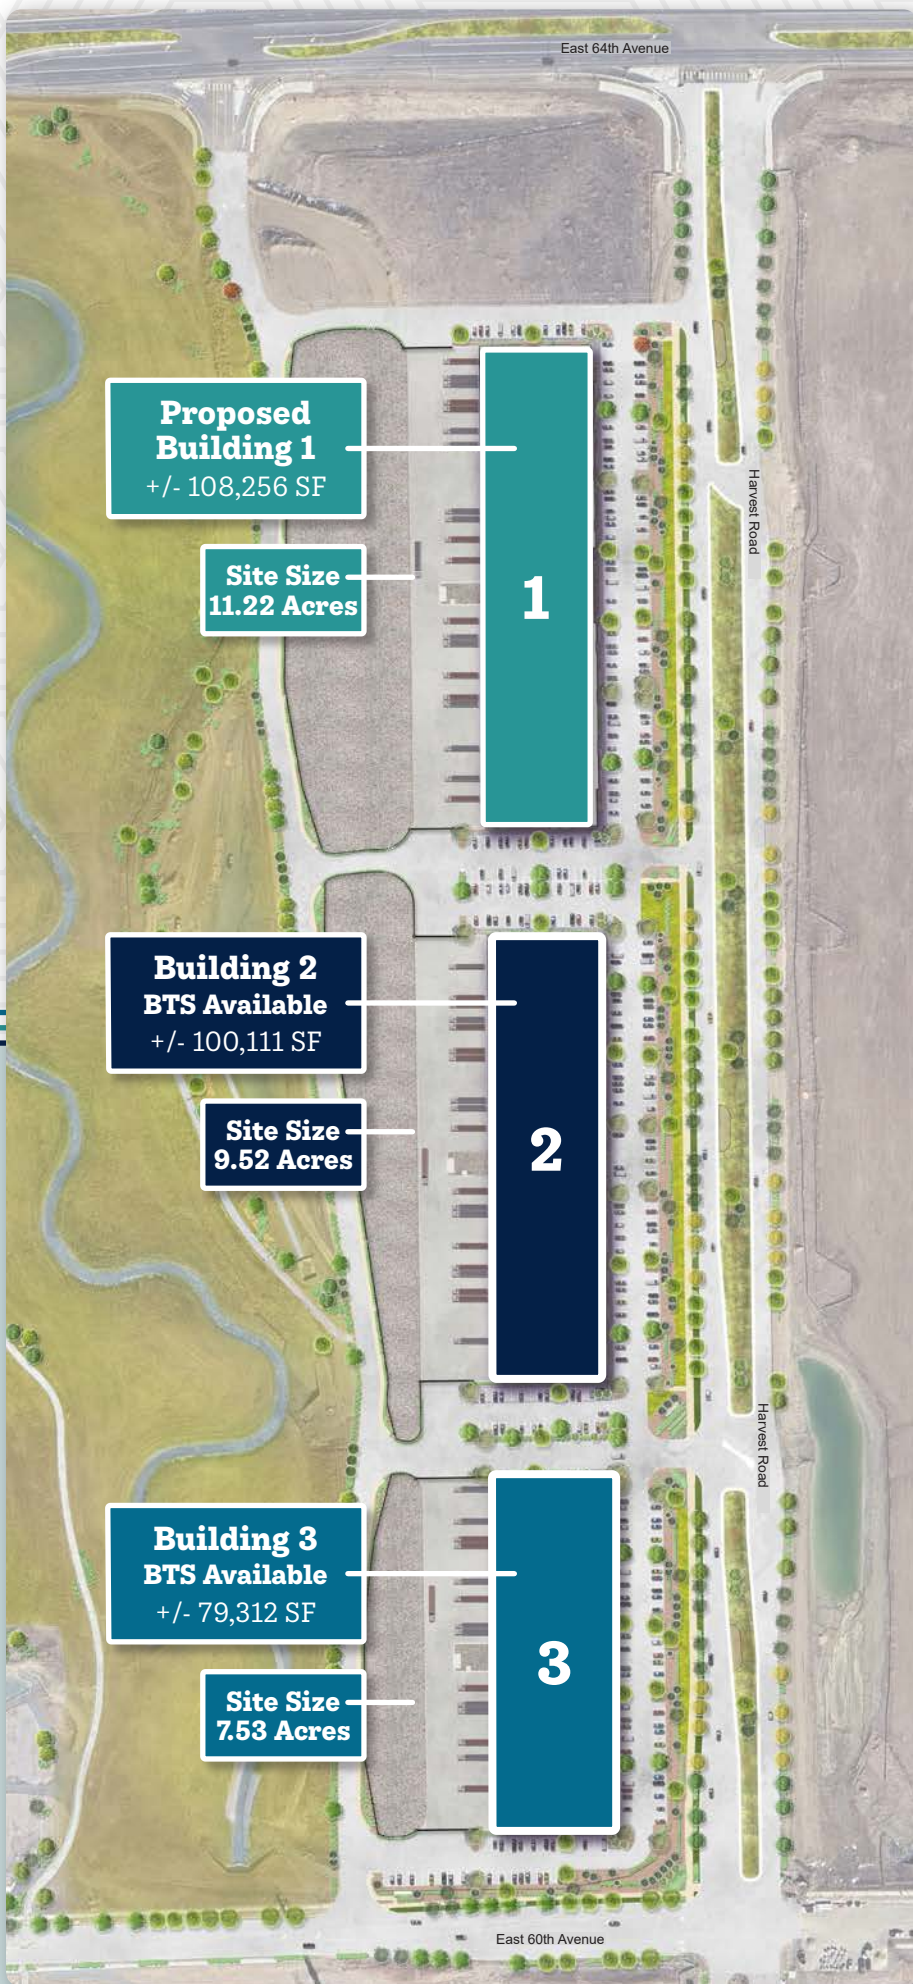 East 64th Avenue
Proposed
Building 1
+/- 108,256 SF
Site Size
11.22 Acres
1
Harvest Road
Building 2
BTS Available
+/- 100,111 SF
Site Size
9.52 Acres
2
Harvest Road
Building 3
BTS Available
+/- 79,312 SF
Site Size
7.53 Acres
3
East 60th Avenue